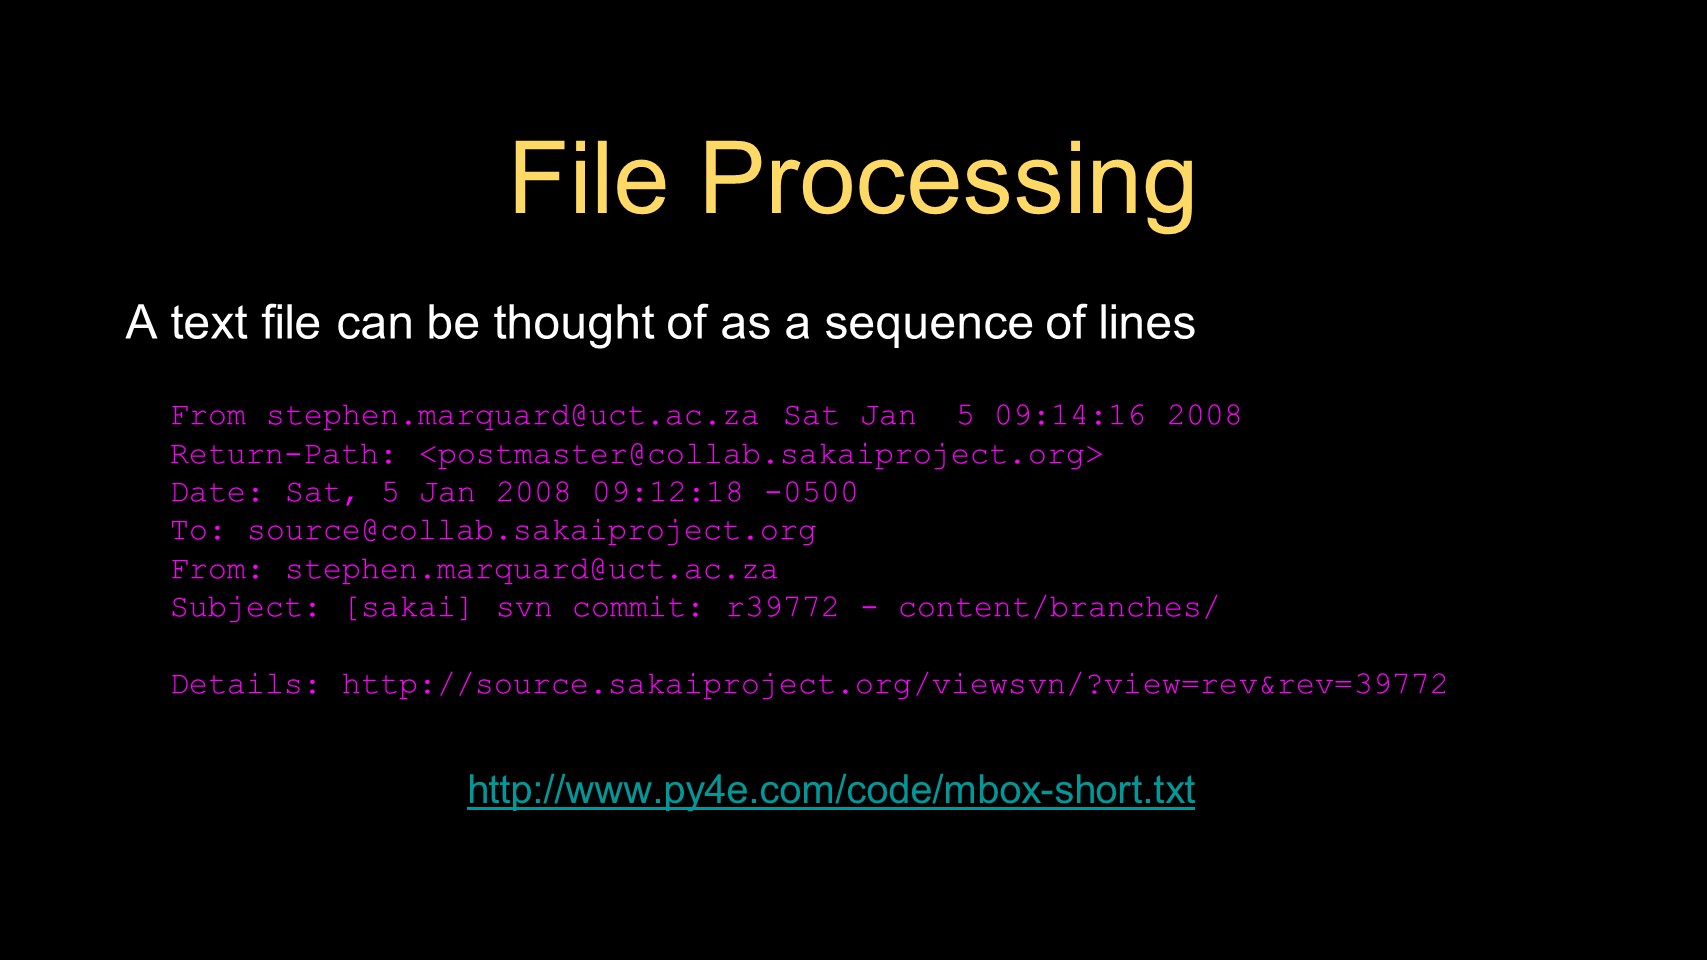 File Processing
A text file can be thought of as a sequence of lines
From stephen.marquard@uct.ac.za Sat Jan  5 09:14:16 2008
Return-Path: <postmaster@collab.sakaiproject.org>
Date: Sat, 5 Jan 2008 09:12:18 -0500
To: source@collab.sakaiproject.org
From: stephen.marquard@uct.ac.za
Subject: [sakai] svn commit: r39772 - content/branches/
Details: http://source.sakaiproject.org/viewsvn/?view=rev&rev=39772
http://www.py4e.com/code/mbox-short.txt